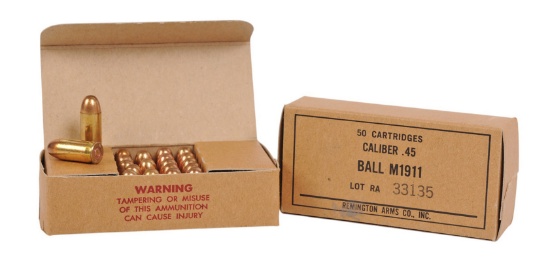 WARNING
TAMPERING OR MISUSE
OF THIS AMMUNITION
CAN CAUSE INJURY
50 CARTRIDGES
CALIBER .45
BALL M1911
LOT RA 33135
REMINGTON ARMS CO., INC.